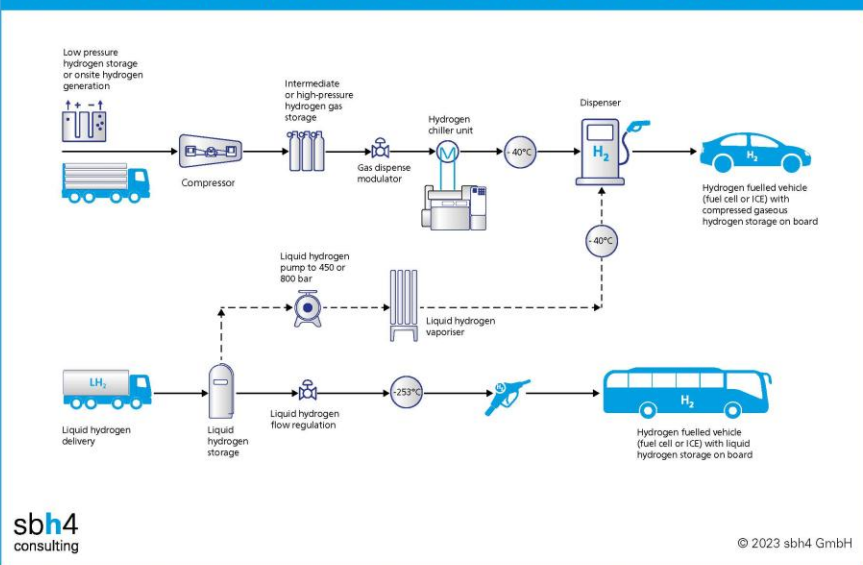 Low pressure
hydrogen storage
or onsite hydrogen
generation
+ −
Compressor
Intermediate
or high-pressure
hydrogen gas
storage
Gas dispense
modulator
Hydrogen
chiller unit
- 40°C
Dispenser
H₂
H₂
Hydrogen fuelled vehicle
(fuel cell or ICE) with
compressed gaseous
hydrogen storage on board
- 40°C
Liquid hydrogen
pump to 450 or
800 bar
Liquid hydrogen
vaporiser
LH₂
Liquid hydrogen
delivery
Liquid
hydrogen
storage
Liquid hydrogen
flow regulation
-253°C
H₂
H₂
Hydrogen fuelled vehicle
(fuel cell or ICE) with liquid
hydrogen storage on board
sbh4
consulting
© 2023 sbh4 GmbH